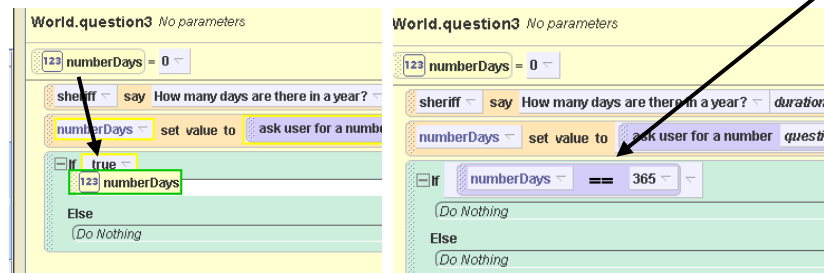 World.question3 No parameters
123 numberDays = 0
sheriff say How many days are there in a year?
numberDays set value to ask user for a numbe
If true
123 numberDays
Else
(Do Nothing
World.question3 No parameters
123 numberDays = 0
sheriff say How many days are there in a year? duration
numberDays set value to ask user for a number questi
If numberDays == 365
(Do Nothing
Else
(Do Nothing